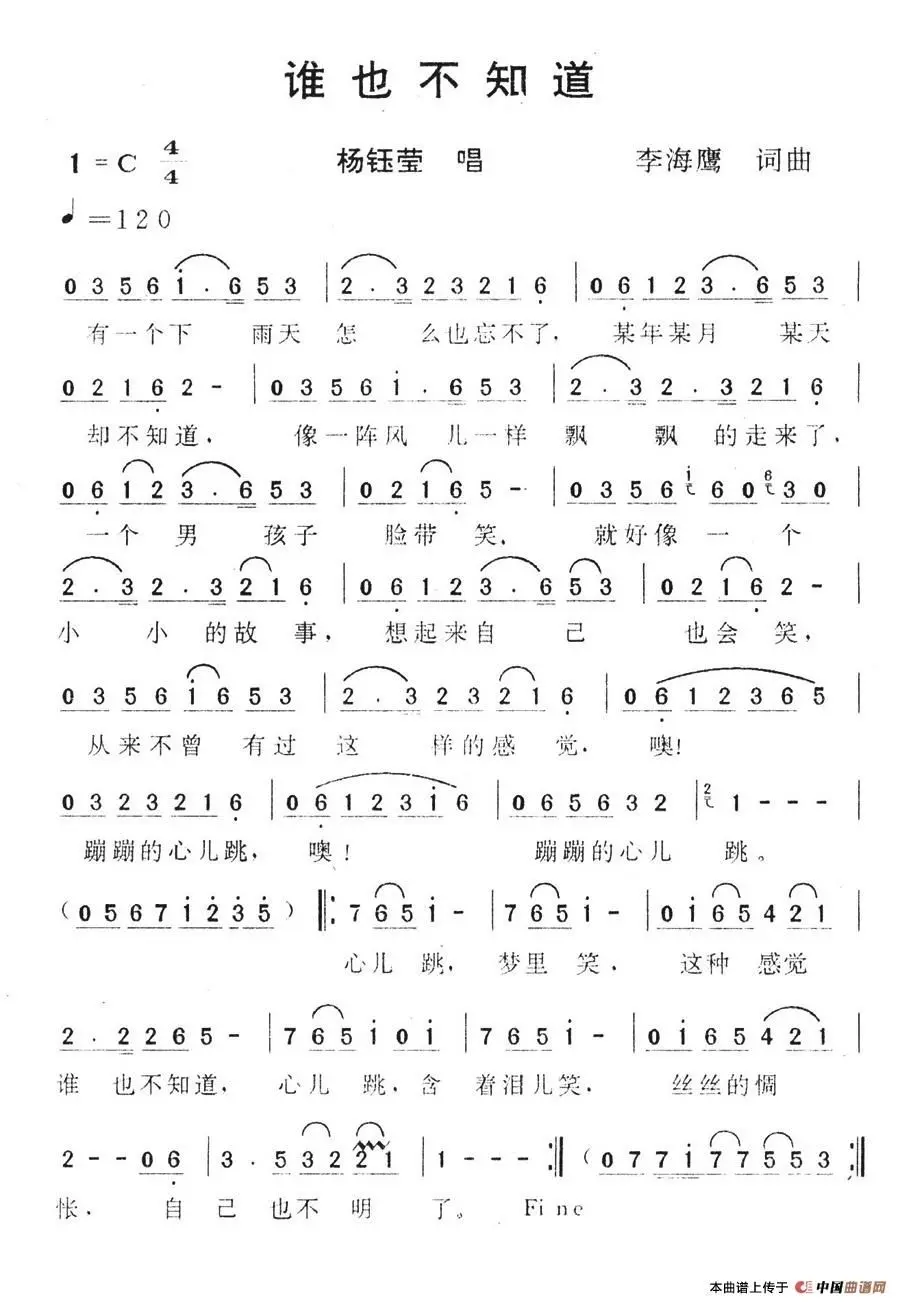 谁也不知道
1=C 4/4 杨钰莹 唱 李海鹰 词曲
♩=120
0 3 5 6 1̇ . 6 5 3 | 2 . 3 2 3 2 1 6̣ | 0 6̣ 1 2 3 . 6 5 3 |
有一个下 雨天怎 么也忘不了，某年某月 某天
0 2 1 6̣ 2 - | 0 3 5 6 1̇ . 6 5 3 | 2 . 3 2 . 3 2 1 6̣ |
却不知道， 像一阵风 儿一样 飘 飘的走来了，
0 6̣ 1 2 3 . 6 5 3 | 0 2 1 6̣ 5 - | 0 3 5 6 1̇ 6 0 6 3 0 |
一个 男 孩子 脸带 笑， 就好像 一 个
2 . 3 2 . 3 2 1 6̣ | 0 6̣ 1 2 3 . 6 5 3 | 0 2 1 6̣ 2 - |
小 小的故 事，想起来自 己 也会 笑，
0 3 5 6 1̇ 6 5 3 | 2 . 3 2 3 2 1 6̣ | 0 6̣ 1 2 3 6 5 |
从来不曾 有过这 样的感 觉．噢！
0 3 2 3 2 1 6̣ | 0 6̣ 1 2 3 1̇ 6 | 0 6 5 6 3 2 | 2 1 - - - |
蹦蹦的心儿跳，噢！ 蹦蹦的心儿 跳。
（0 5 6 7 1̇ 2̇ 3̇ 5̇）‖: 7 6 5 1̇ - | 7 6 5 1̇ - | 0 1̇ 6 5 4 2 1 |
心儿 跳，梦里 笑．这种 感觉
2 . 2 2 6 5 - | 7 6 5 1̇ 0 1̇ | 7 6 5 1̇ - | 0 1̇ 6 5 4 2 1 |
谁 也不知道，心儿 跳，含 着泪儿笑．丝丝的惆
2 - - 0 6̣ | 3 . 5 3 2 2 1 | 1 - - :‖（0 7 7 1̇ 7 7 5 5 3 :‖
怅． 自 己 也不 明 了。 Fine
本曲谱上传于 中国曲谱网